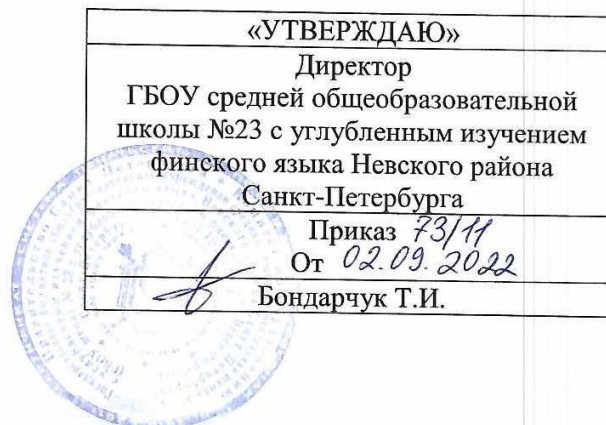 «УТВЕРЖДАЮ»
Директор
ГБОУ средней общеобразовательной
школы №23 с углубленным изучением
финского языка Невского района
Санкт-Петербурга
Приказ 73/11
От 02.09.2022
Бондарчук Т.И.